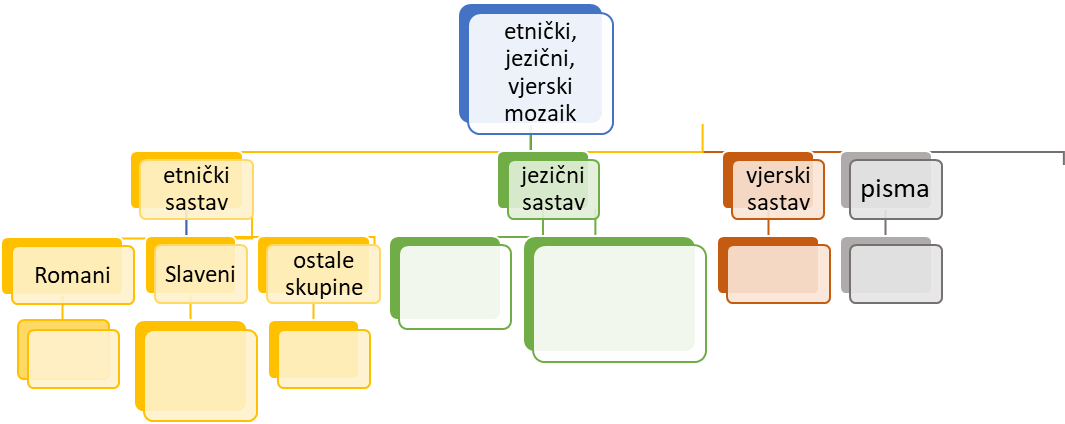 etnički,
jezični,
vjerski
mozaik
etnički
sastav
jezični
sastav
vjerski
sastav
pisma
Romani
Slaveni
ostale
skupine